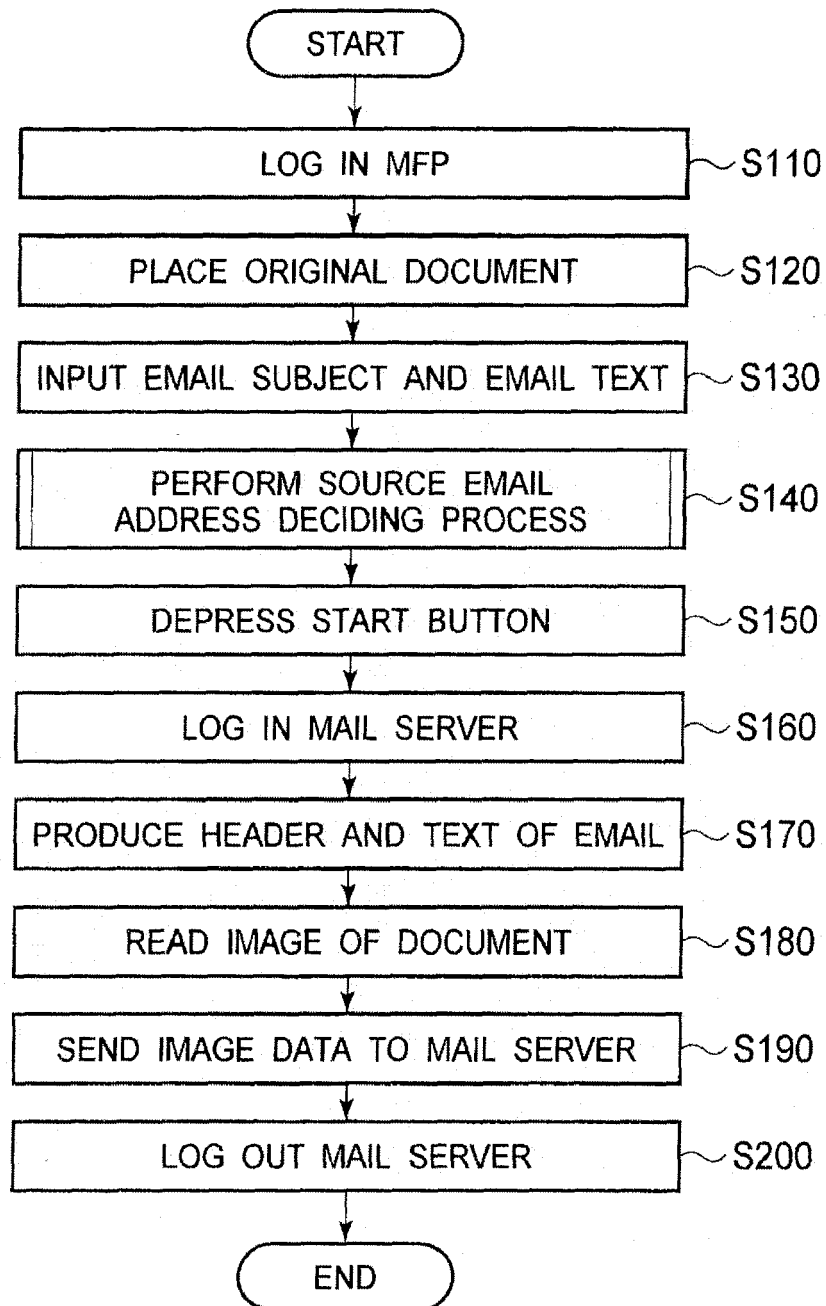 START
LOG IN MFP
S110
PLACE ORIGINAL DOCUMENT
S120
INPUT EMAIL SUBJECT AND EMAIL TEXT
S130
PERFORM SOURCE EMAIL
ADDRESS DECIDING PROCESS
S140
DEPRESS START BUTTON
S150
LOG IN MAIL SERVER
S160
PRODUCE HEADER AND TEXT OF EMAIL
S170
READ IMAGE OF DOCUMENT
S180
SEND IMAGE DATA TO MAIL SERVER
S190
LOG OUT MAIL SERVER
S200
END